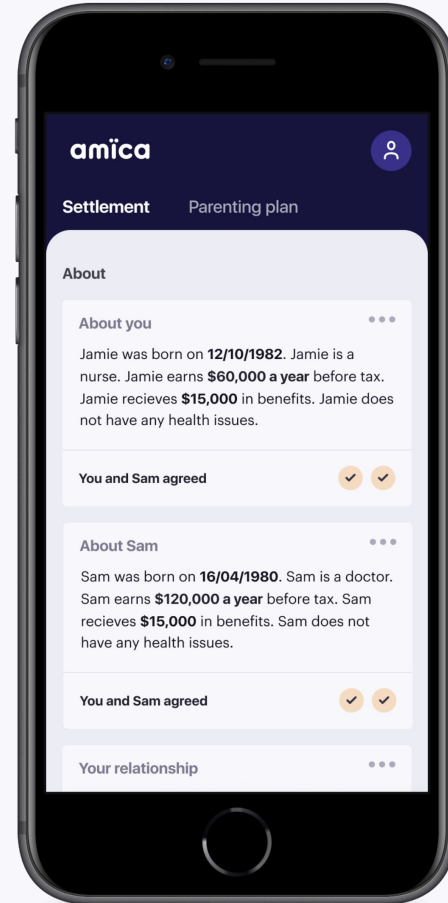 amïca
Settlement Parenting plan
About
About you
Jamie was born on 12/10/1982. Jamie is a
nurse. Jamie earns $60,000 a year before tax.
Jamie recieves $15,000 in benefits. Jamie does
not have any health issues.
You and Sam agreed
About Sam
Sam was born on 16/04/1980. Sam is a doctor.
Sam earns $120,000 a year before tax. Sam
recieves $15,000 in benefits. Sam does not
have any health issues.
You and Sam agreed
Your relationship